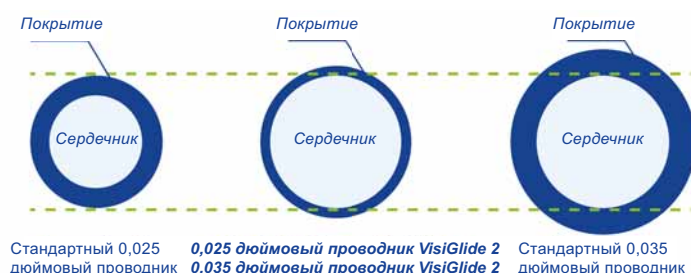 Покрытие Покрытие Покрытие
Сердечник Сердечник Сердечник
Стандартный 0,025 0,025 дюймовый проводник VisiGlide 2 Стандартный 0,035
дюймовый проводник 0.035 дюймовый проводник VisiGlide 2 дюймовый проводник